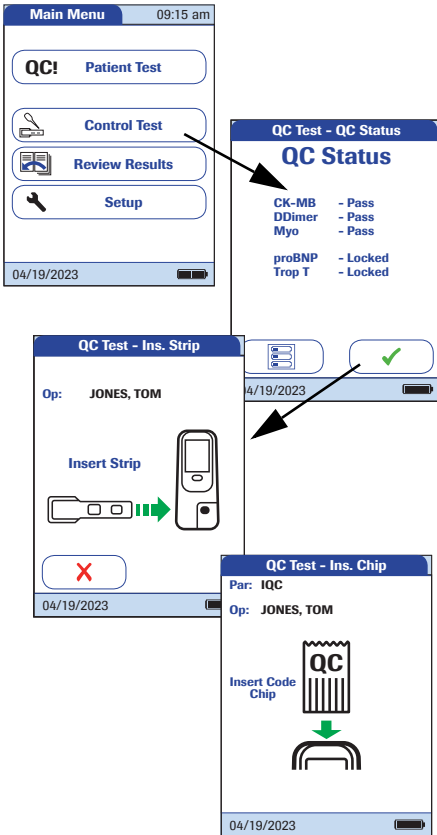 Main Menu 09:15 am
QC! Patient Test
Control Test
Review Results
Setup
04/19/2023
QC Test - QC Status
QC Status
CK-MB - Pass
DDimer - Pass
Myo - Pass
proBNP - Locked
Trop T - Locked
04/19/2023
QC Test - Ins. Strip
Op: JONES, TOM
Insert Strip
04/19/2023
QC Test - Ins. Chip
Par: IQC
Op: JONES, TOM
QC
Insert Code
Chip
04/19/2023